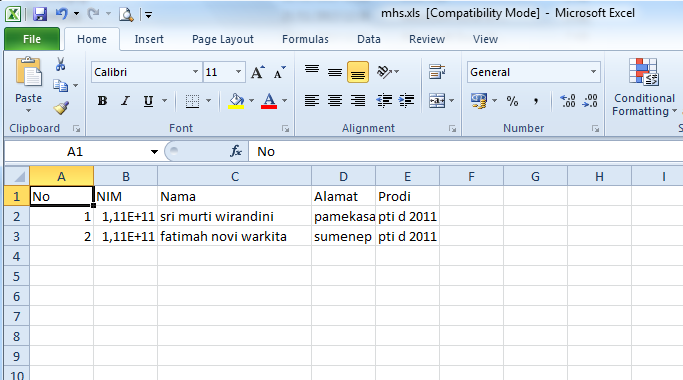 mhs.xls [Compatibility Mode] - Microsoft Excel
File Home Insert Page Layout Formulas Data Review View
Calibri 11 A A General
Paste B I U $ % , .00 .0 Conditional Formatting
Clipboard Font Alignment Number
A1 fx No
A B C D E F G H I
1 No NIM Nama Alamat Prodi
2 1 1,11E+11 sri murti wirandini pamekasa pti d 2011
3 2 1,11E+11 fatimah novi warkita sumenep pti d 2011
4
5
6
7
8
9
10